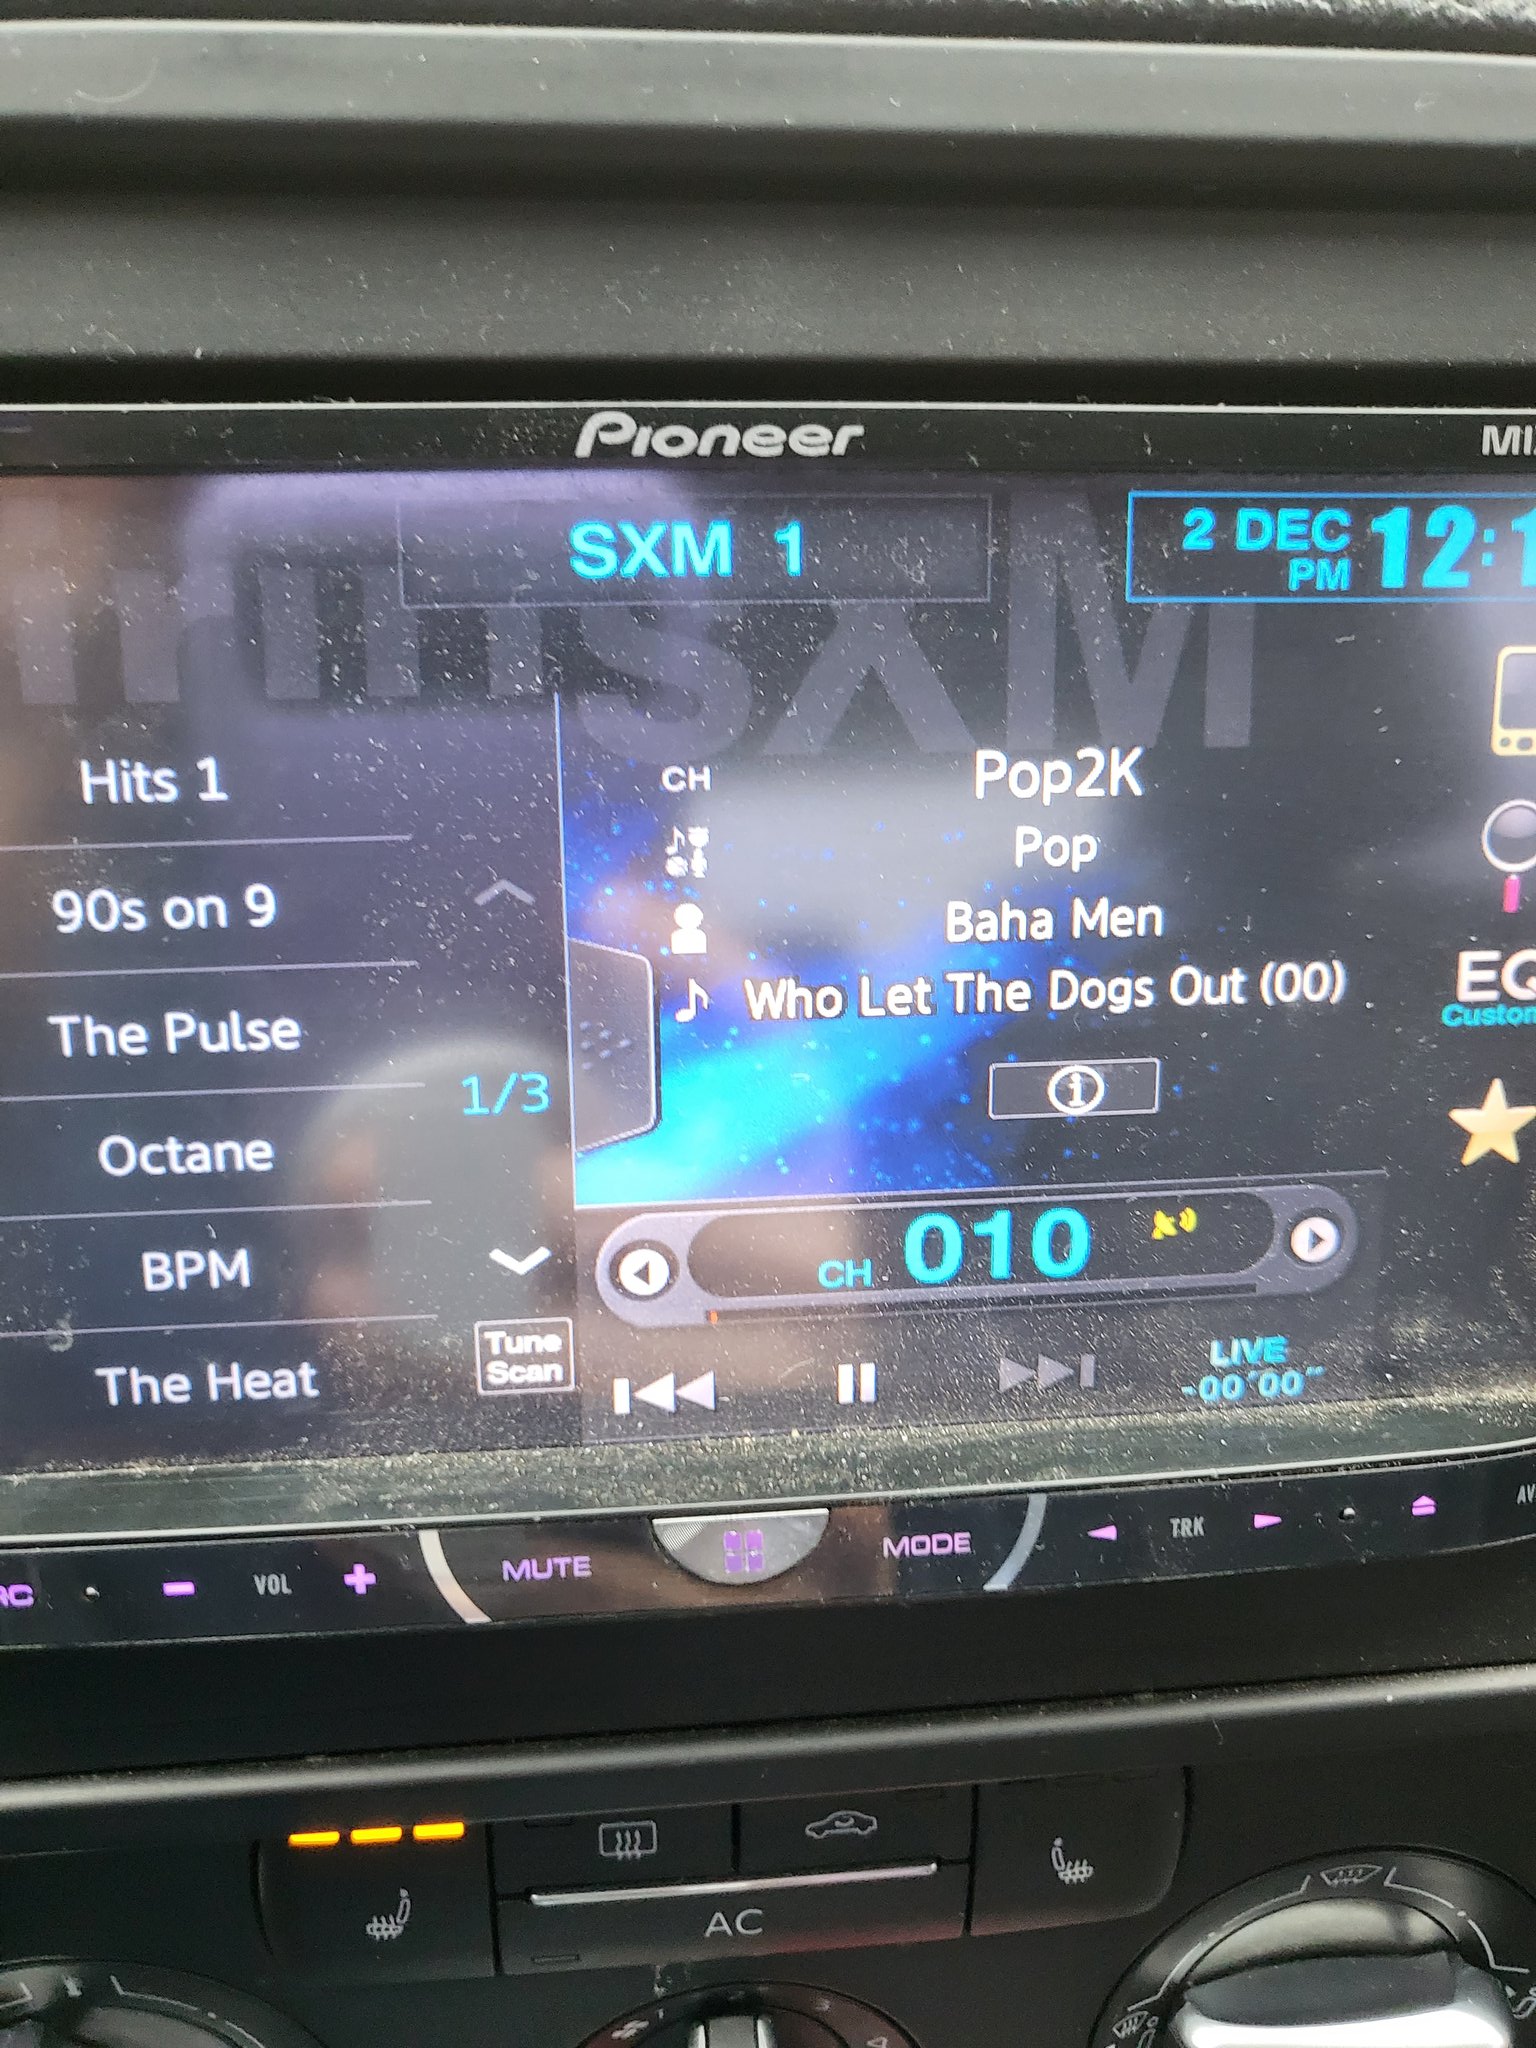 Pioneer
SXM 1
2 DEC
PM
sxm
Hits 1
90s on 9
The Pulse
1/3
Octane
BPM
Tune
Scan
The Heat
CH
Pop2K
Pop
Baha Men
Who Let The Dogs Out (00)
i
EQ
CH 010
LIVE
-00'00"
VOL
MUTE
MODE
TRK
AC